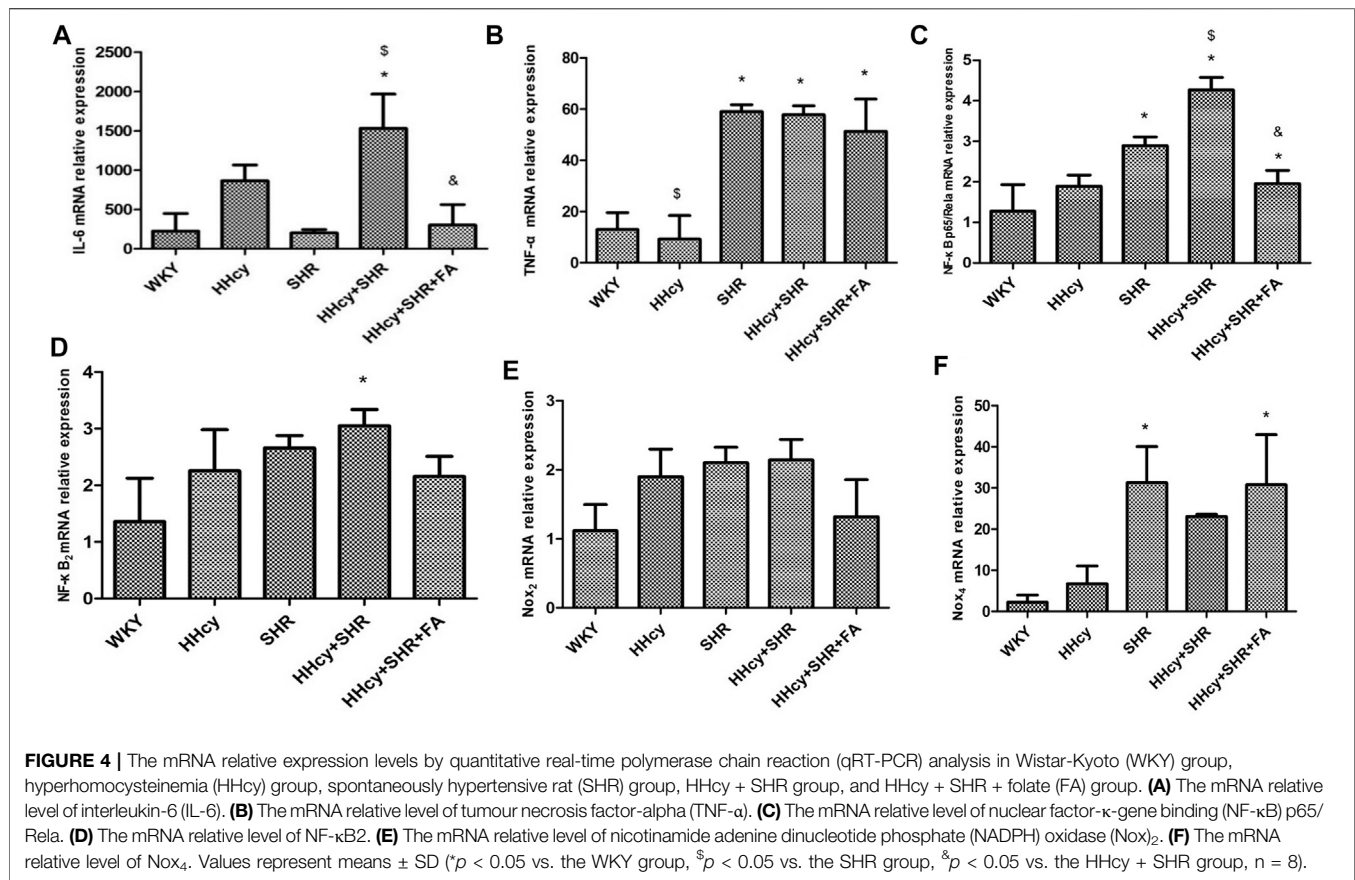 A
IL-6 mRNA relative expression
2500
2000
1500
1000
500
0
$
*
&
WKY
HHcy
SHR
HHcy+SHR
HHcy+SHR+FA
B
TNF-α mRNA relative expression
80
60
40
20
0
$
*
*
*
WKY
HHcy
SHR
HHcy+SHR
HHcy+SHR+FA
C
NF-κ B p65/Rela mRNA relative expression
5
4
3
2
1
0
*
$
*
&
*
WKY
HHcy
SHR
HHcy+SHR
HHcy+SHR+FA
D
NF-κ B₂ mRNA relative expression
4
3
2
1
0
*
WKY
HHcy
SHR
HHcy+SHR
HHcy+SHR+FA
E
Nox₂ mRNA relative expression
3
2
1
0
WKY
HHcy
SHR
HHcy+SHR
HHcy+SHR+FA
F
Nox₄ mRNA relative expression
50
40
30
20
10
0
*
*
WKY
HHcy
SHR
HHcy+SHR
HHcy+SHR+FA
FIGURE 4 | The mRNA relative expression levels by quantitative real-time polymerase chain reaction (qRT-PCR) analysis in Wistar-Kyoto (WKY) group,
hyperhomocysteinemia (HHcy) group, spontaneously hypertensive rat (SHR) group, HHcy + SHR group, and HHcy + SHR + folate (FA) group. (A) The mRNA relative
level of interleukin-6 (IL-6). (B) The mRNA relative level of tumour necrosis factor-alpha (TNF-α). (C) The mRNA relative level of nuclear factor-κ-gene binding (NF-κB) p65/
Rela. (D) The mRNA relative level of NF-κB2. (E) The mRNA relative level of nicotinamide adenine dinucleotide phosphate (NADPH) oxidase (Nox)₂. (F) The mRNA
relative level of Nox₄. Values represent means ± SD (*p < 0.05 vs. the WKY group, $p < 0.05 vs. the SHR group, &p < 0.05 vs. the HHcy + SHR group, n = 8).